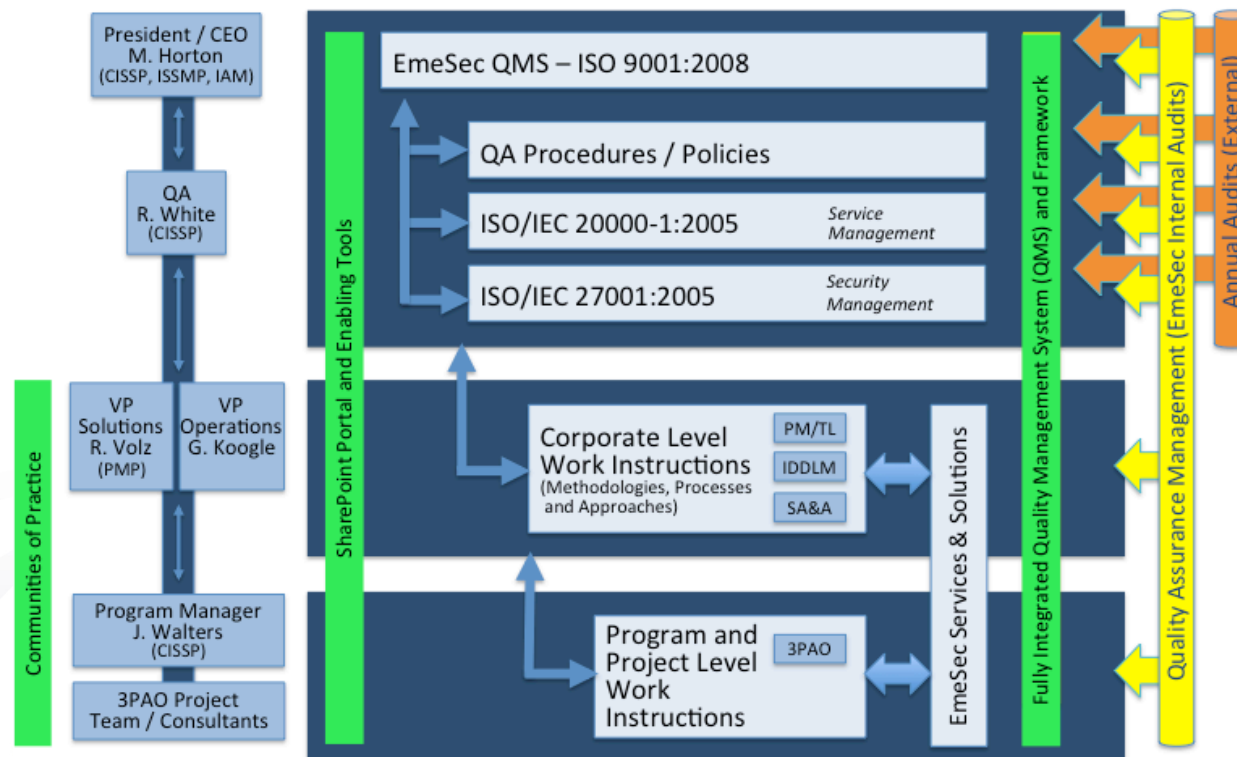 President / CEO
M. Horton
(CISSP, ISSMP, IAM)
QA
R. White
(CISSP)
VP
Solutions
R. Volz
(PMP)
VP
Operations
G. Koogle
Program Manager
J. Walters
(CISSP)
3PAO Project
Team / Consultants
Communities of Practice
SharePoint Portal and Enabling Tools
EmeSec QMS – ISO 9001:2008
QA Procedures / Policies
ISO/IEC 20000-1:2005
Service
Management
ISO/IEC 27001:2005
Security
Management
Corporate Level
Work Instructions
(Methodologies, Processes
and Approaches)
PM/TL
IDDLM
SA&A
Program and
Project Level
Work
Instructions
3PAO
EmeSec Services & Solutions
Fully Integrated Quality Management System (QMS) and Framework
Quality Assurance Management (EmeSec Internal Audits)
Annual Audits (External)